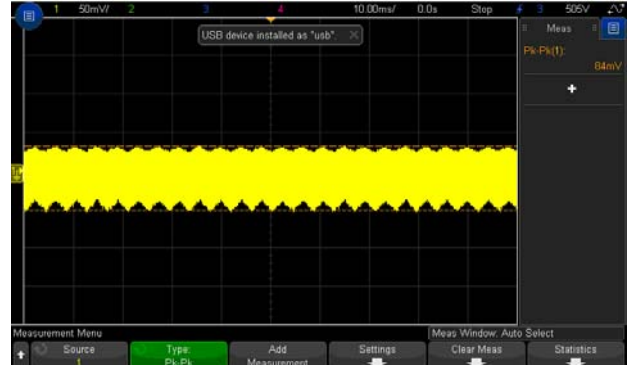 1 50mV/ 2 3 4 10.00ms/ 0.0s Stop 3 505V
USB device installed as "usb".
Meas
Pk-Pk(1):
84mV
Measurement Menu
Meas Window: Auto Select
Source
1
Type:
Pk-Pk
Add
Measurement
Settings
Clear Meas
Statistics